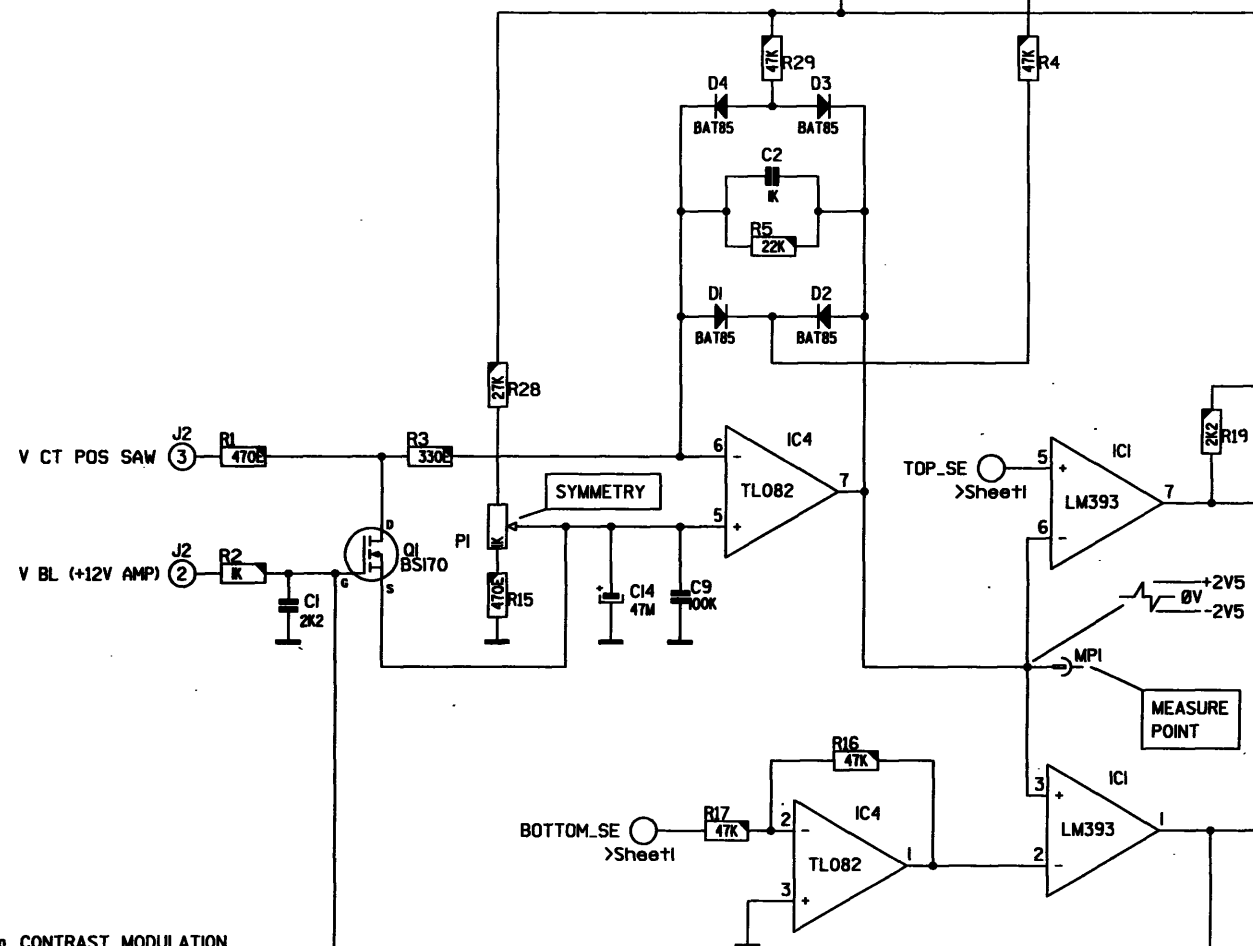 47K
R29
47K
R4
D4
D3
BAT85
BAT85
C2
1K
R5
22K
D1
D2
BAT85
BAT85
27K
R28
IC4
IC1
2K2
R19
V CT POS SAW
J2
3
R1
470E
R3
330E
6
-
TL082
7
5
+
TOP_SE
>Sheet1
5
+
LM393
7
6
-
SYMMETRY
P1
1K
D
Q1
BS170
G
S
V BL (+12V AMP)
J2
2
R2
1K
C1
2K2
470E
R15
+
C14
47M
C9
100K
+2V5
0V
-2V5
MP1
MEASURE
POINT
R16
47K
BOTTOM_SE
>Sheet1
R17
47K
2
-
IC4
TL082
1
3
+
3
+
IC1
LM393
1
2
-
CONTRAST MODULATION